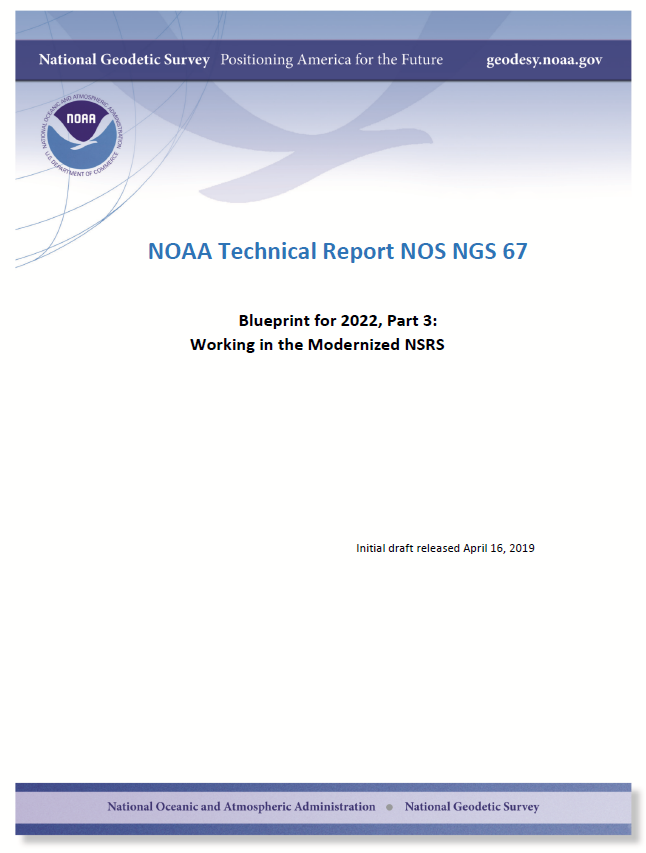 National Geodetic Survey Positioning America for the Future geodesy.noaa.gov
NATIONAL OCEANIC AND ATMOSPHERIC ADMINISTRATION
NOAA
U.S. DEPARTMENT OF COMMERCE
NOAA Technical Report NOS NGS 67
Blueprint for 2022, Part 3:
Working in the Modernized NSRS
Initial draft released April 16, 2019
National Oceanic and Atmospheric Administration ● National Geodetic Survey